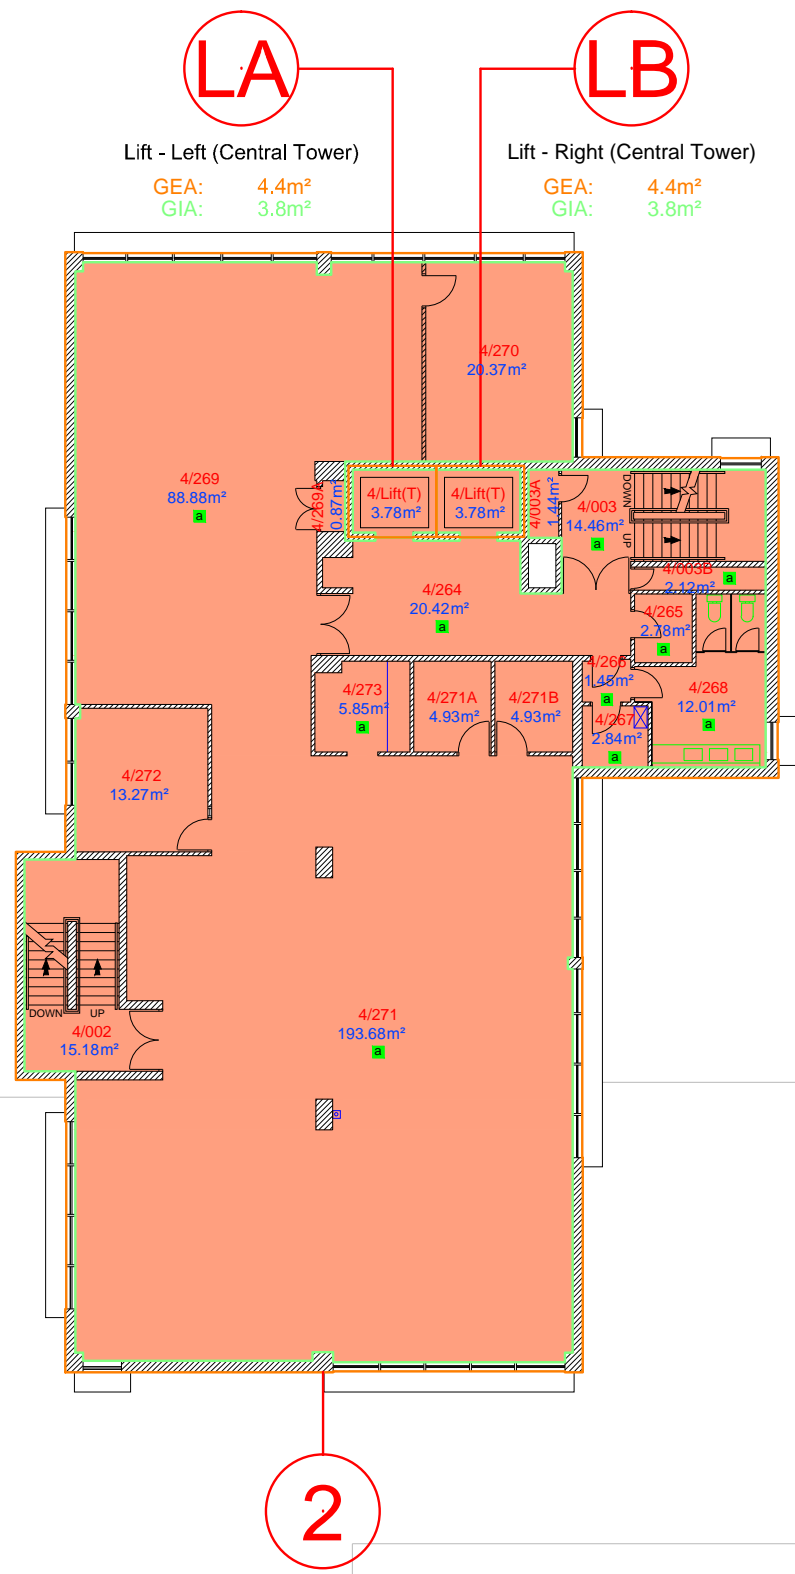 LA
LB
Lift - Left (Central Tower)
Lift - Right (Central Tower)
GEA: 4.4m²
GIA: 3.8m²
GEA: 4.4m²
GIA: 3.8m²
4/270
20.37m²
4/269
88.88m²
a
4/269A
0.87m²
4/Lift(T)
3.78m²
4/Lift(T)
3.78m²
4/003A
1.44m²
4/003
14.46m²
a
DOWN
UP
4/003B
2.12m²
a
4/264
20.42m²
a
4/265
2.78m²
a
4/266
1.45m²
a
4/268
12.01m²
a
4/267
2.84m²
a
4/273
5.85m²
a
4/271A
4.93m²
4/271B
4.93m²
4/272
13.27m²
DOWN
UP
4/002
15.18m²
4/271
193.68m²
a
2